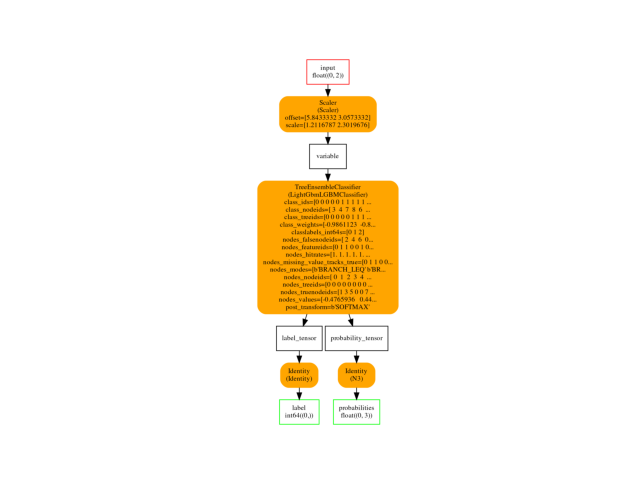 input
float((0, 2))
Scaler
(Scaler)
offset=[5.8433332 3.0573332]
scale=[1.2116787 2.3019676]
variable
TreeEnsembleClassifier
(LightGbmLGBMClassifier)
class_ids=[0 0 0 0 0 1 1 1 1 1 ...
class_nodeids=[ 3  4  7  8  6  ...
class_treeids=[0 0 0 0 0 1 1 1 ...
class_weights=[-0.9861123  -0.8...
classlabels_int64s=[0 1 2]
nodes_falsenodeids=[ 2  4  6  0...
nodes_featureids=[0 1 1 0 0 1 0 ...
nodes_hitrates=[1. 1. 1. 1. 1. ...
nodes_missing_value_tracks_true=[0 1 1 0 0...
nodes_modes=[b'BRANCH_LEQ' b'BR...
nodes_nodeids=[ 0  1  2  3  4  ...
nodes_treeids=[0 0 0 0 0 0 0 0 ...
nodes_truenodeids=[1 3 5 0 0 7 ...
nodes_values=[-0.4765936   0.44...
post_transform=b'SOFTMAX'
label_tensor
probability_tensor
Identity
(Identity)
Identity
(N3)
label
int64((0,))
probabilities
float((0, 3))